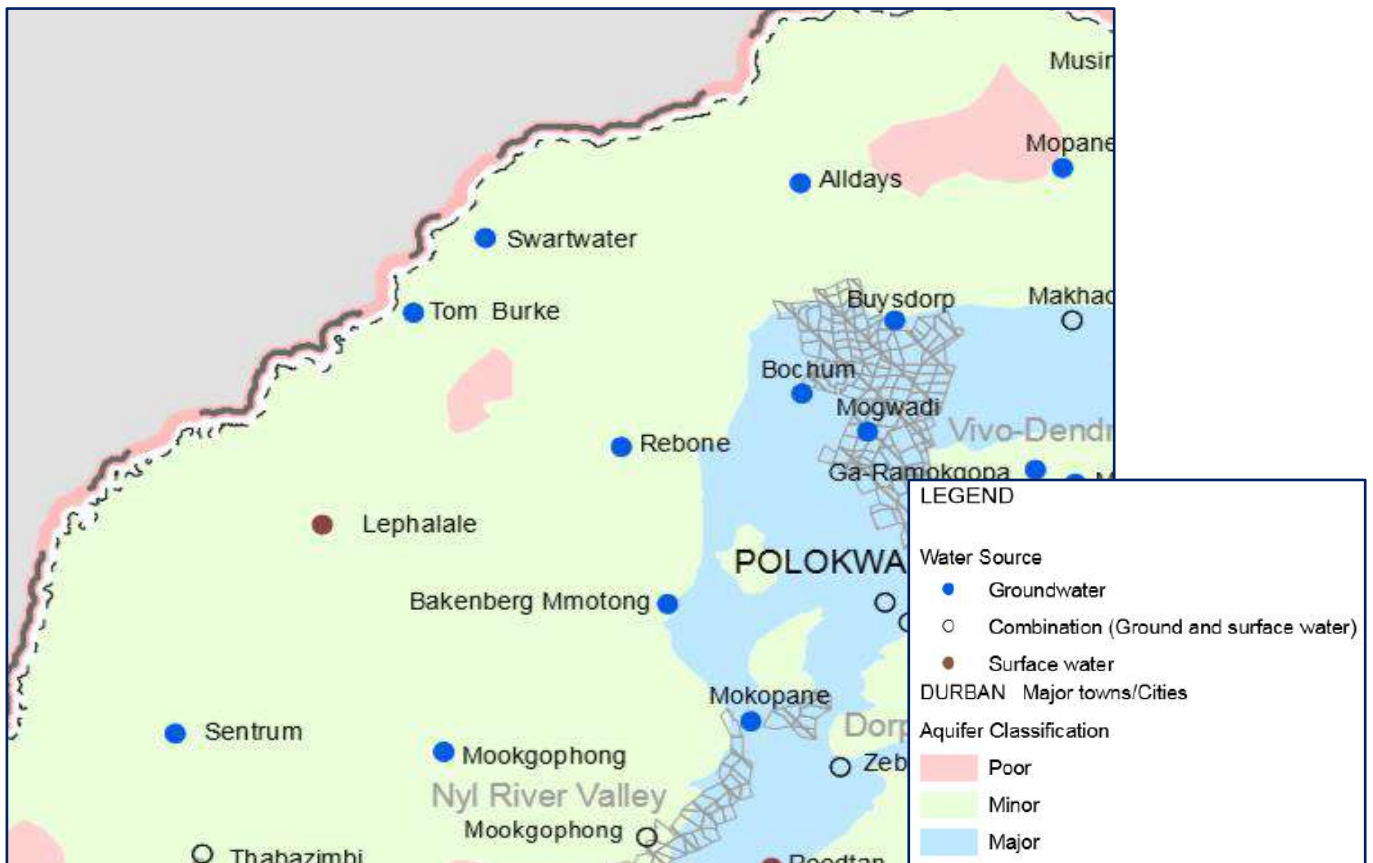 Musin
Mopane
Alldays
Swartwater
Buysdorp
Makhad
Tom Burke
Bochum
Mogwadi
Vivo-Dendr
Rebone
Ga-Ramokgopa
LEGEND
Lephalale
Water Source
POLOKWA
Groundwater
Bakenberg Mmotong
Combination (Ground and surface water)
Surface water
Mokopane
DURBAN Major towns/Cities
Sentrum
Dorp
Aquifer Classification
Mookgophong
Zeb
Poor
Nyl River Valley
Minor
Mookgophong
Major
Thabazimbi
Roedtan